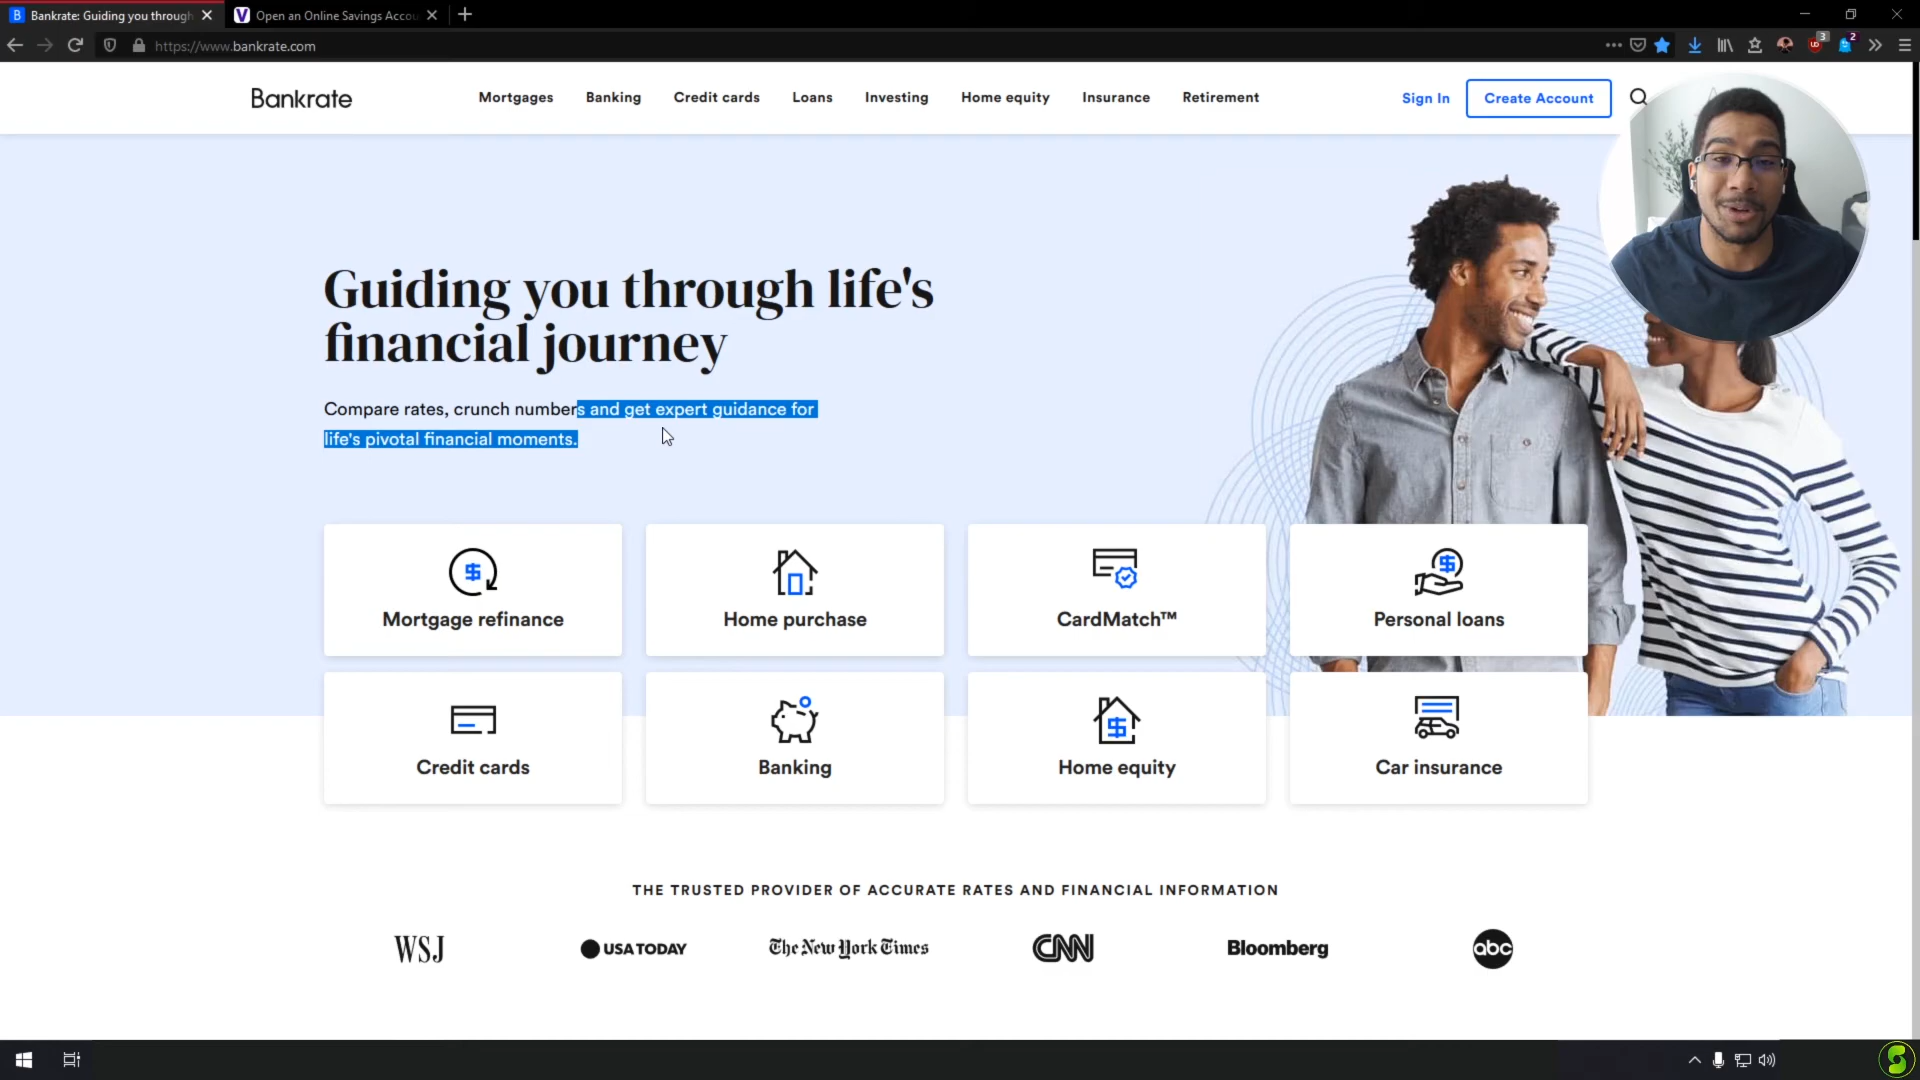 Bankrate: Guiding you through
Open an Online Savings Accou
https://www.bankrate.com
3
2
Bankrate
Mortgages
Banking
Credit cards
Loans
Investing
Home equity
Insurance
Retirement
Sign In
Create Account
Guiding you through life's
financial journey
Compare rates, crunch numbers and get expert guidance for
life's pivotal financial moments.
Mortgage refinance
Home purchase
CardMatch™
Personal loans
Credit cards
Banking
Home equity
Car insurance
THE TRUSTED PROVIDER OF ACCURATE RATES AND FINANCIAL INFORMATION
WSJ
USA TODAY
The New York Times
CNN
Bloomberg
abc